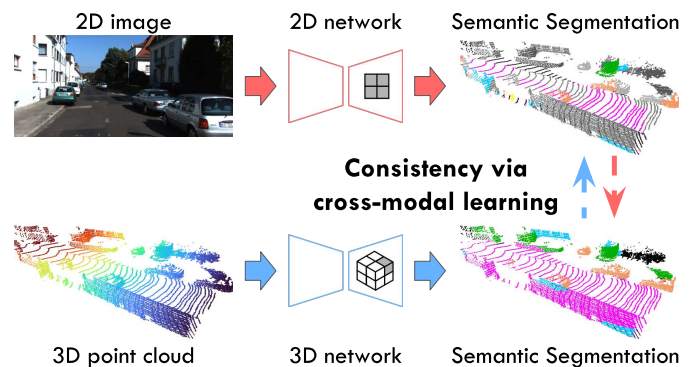 2D image
2D network
Semantic Segmentation
Consistency via
cross-modal learning
3D point cloud
3D network
Semantic Segmentation